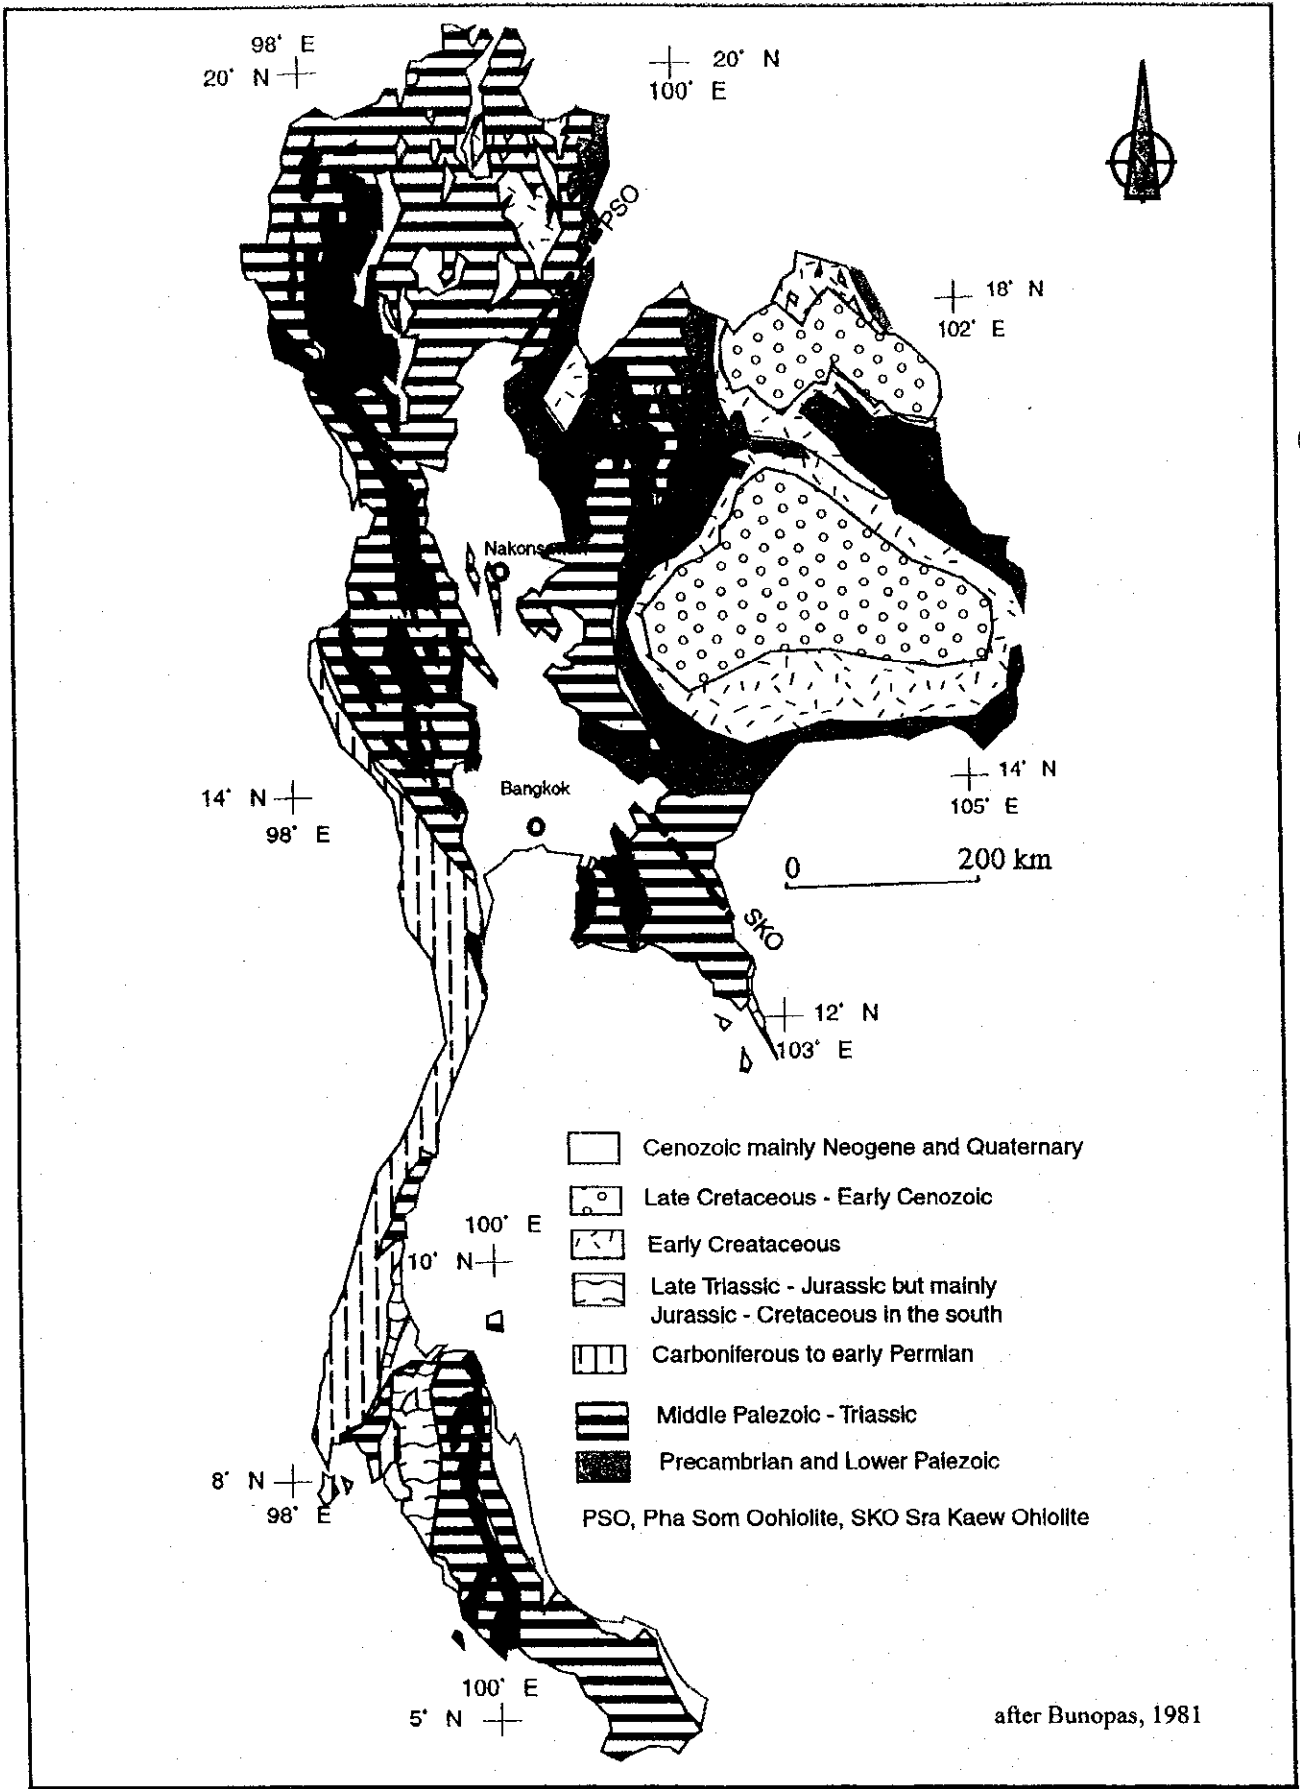 98° E
20° N
20° N
100° E
PSO
18° N
102° E
14° N
98° E
Bangkok
14° N
105° E
0
200 km
SKO
12° N
103° E
Cenozoic mainly Neogene and Quaternary
Late Cretaceous - Early Cenozoic
Early Creataceous
100° E
10° N
Late Triassic - Jurassic but mainly
Jurassic - Cretaceous in the south
Carboniferous to early Permian
Middle Palezoic - Triassic
Precambrian and Lower Palezoic
8° N
98° E
PSO, Pha Som Oohiolite, SKO Sra Kaew Ohiolite
100° E
5° N
after Bunopas, 1981